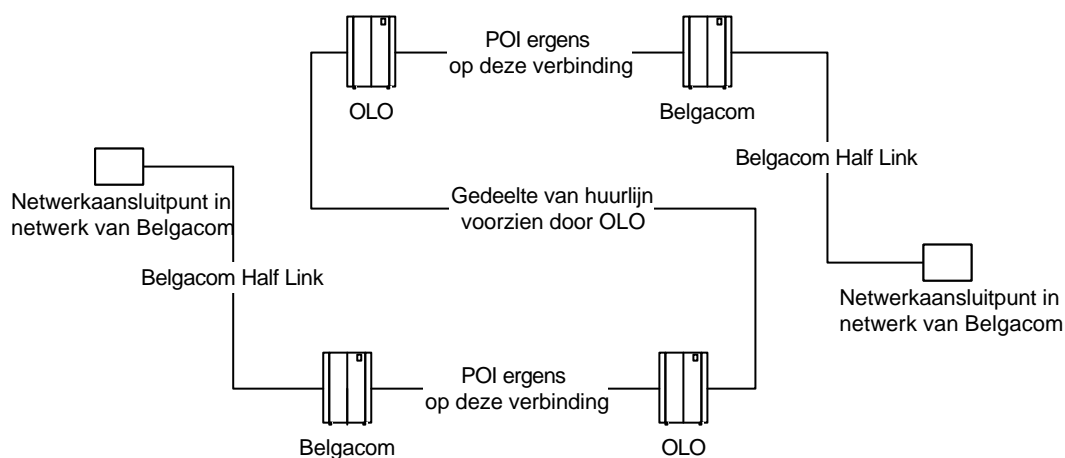 POI ergens
op deze verbinding
OLO
Belgacom
Belgacom Half Link
Netwerkaansluitpunt in
netwerk van Belgacom
Gedeelte van huurlijn
voorzien door OLO
Belgacom Half Link
Netwerkaansluitpunt in
netwerk van Belgacom
POI ergens
op deze verbinding
Belgacom
OLO